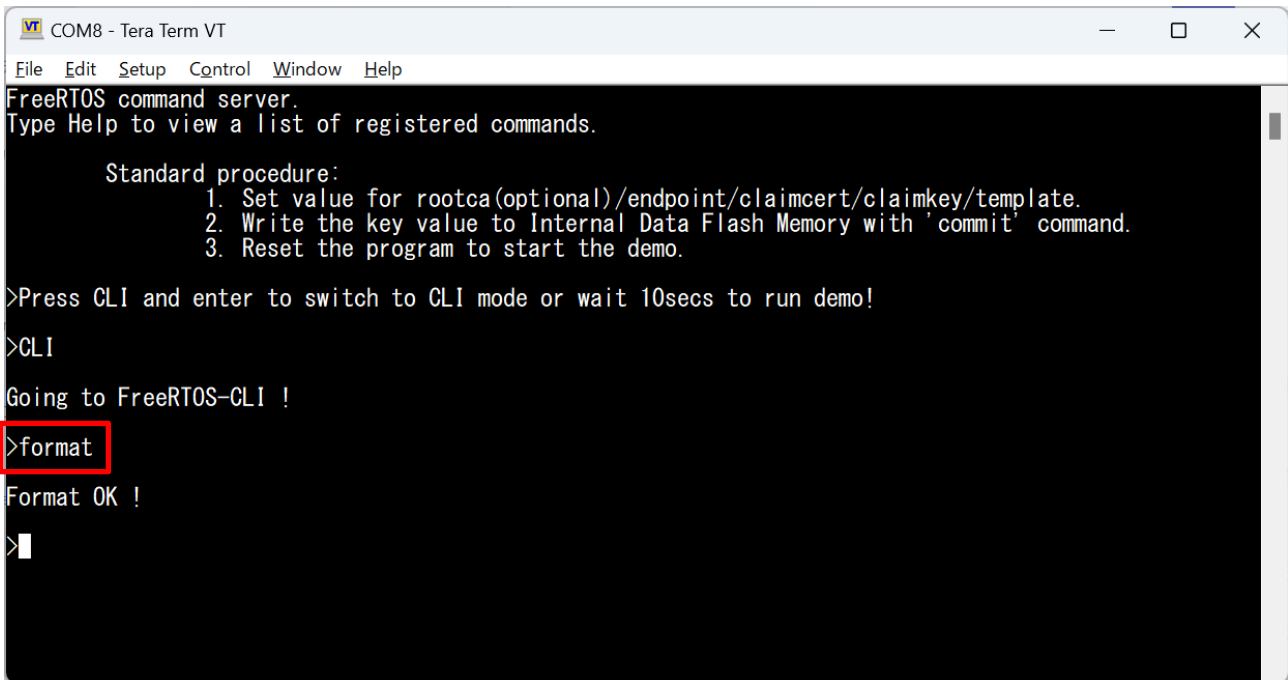 COM8 - Tera Term VT
File Edit Setup Control Window Help
FreeRTOS command server.
Type Help to view a list of registered commands.
Standard procedure:
1. Set value for rootca(optional)/endpoint/claimcert/claimkey/template.
2. Write the key value to Internal Data Flash Memory with 'commit' command.
3. Reset the program to start the demo.
>Press CLI and enter to switch to CLI mode or wait 10secs to run demo!
>CLI
Going to FreeRTOS-CLI !
>format
Format OK !
>